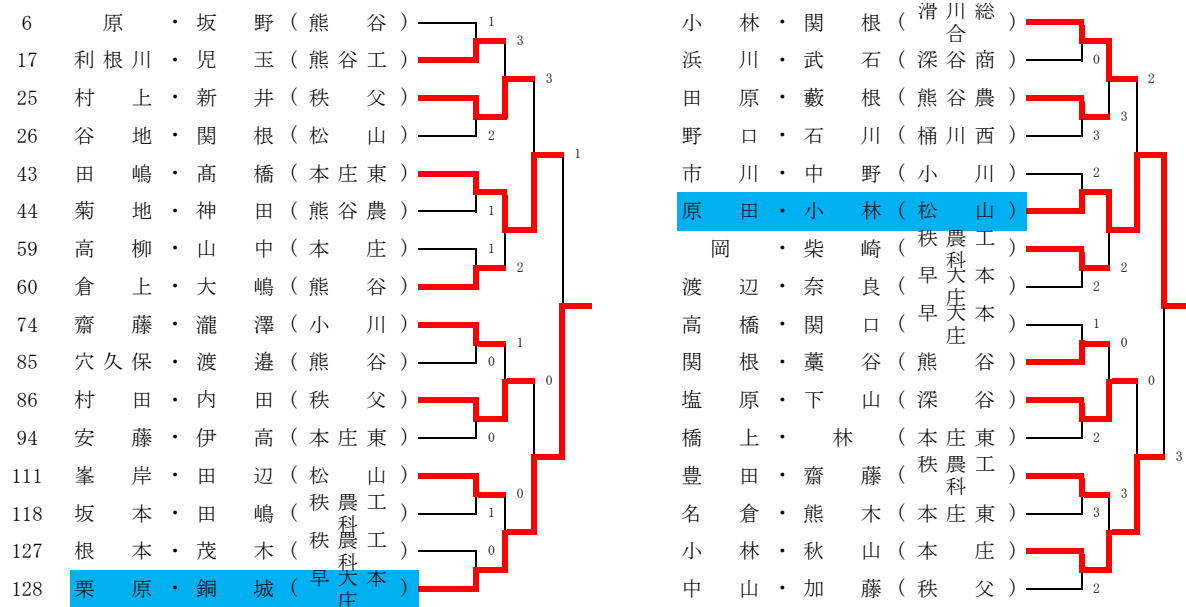 6 原・坂野(熊谷) 1
3
17 利根川・児玉(熊谷工)
3
25 村上・新井(秩父)
26 谷地・関根(松山) 2
1
43 田嶋・髙橋(本庄東)
44 菊地・神田(熊谷農) 1
59 高柳・山中(本庄) 1
2
60 倉上・大嶋(熊谷)
74 齋藤・瀧澤(小川)
1
85 穴久保・渡邉(熊谷) 0
0
86 村田・内田(秩父)
94 安藤・伊高(本庄東) 0
111 峯岸・田辺(松山)
0
118 坂本・田嶋(秩農工科) 1
127 根本・茂木(秩農工科) 0
128 栗原・銅城(早大本庄)
小林・関根(滑川総合)
浜川・武石(深谷商) 0
2
田原・藪根(熊谷農)
3
野口・石川(桶川西) 3
市川・中野(小川) 2
原田・小林(松山)
岡・柴崎(秩農工科)
2
渡辺・奈良(早大本庄) 2
高橋・関口(早大本庄) 1
0
関根・藁谷(熊谷)
0
塩原・下山(深谷)
橋上・林(本庄東) 2
3
豊田・齋藤(秩農工科)
3
名倉・熊木(本庄東) 3
小林・秋山(本庄)
中山・加藤(秩父) 2